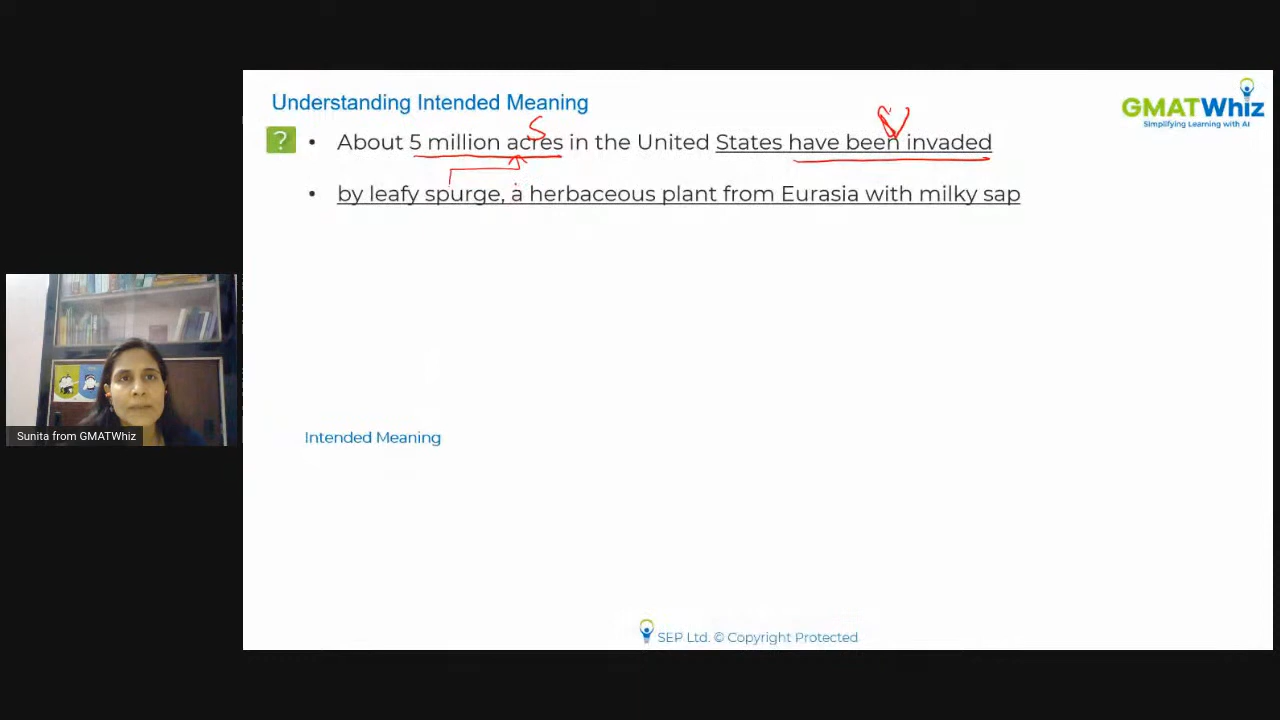 Understanding Intended Meaning
GMATWhiz
Simplifying Learning with AI
?
S
V
• About 5 million acres in the United States have been invaded
• by leafy spurge, a herbaceous plant from Eurasia with milky sap
Sunita from GMATWhiz
Intended Meaning
SEP Ltd. © Copyright Protected